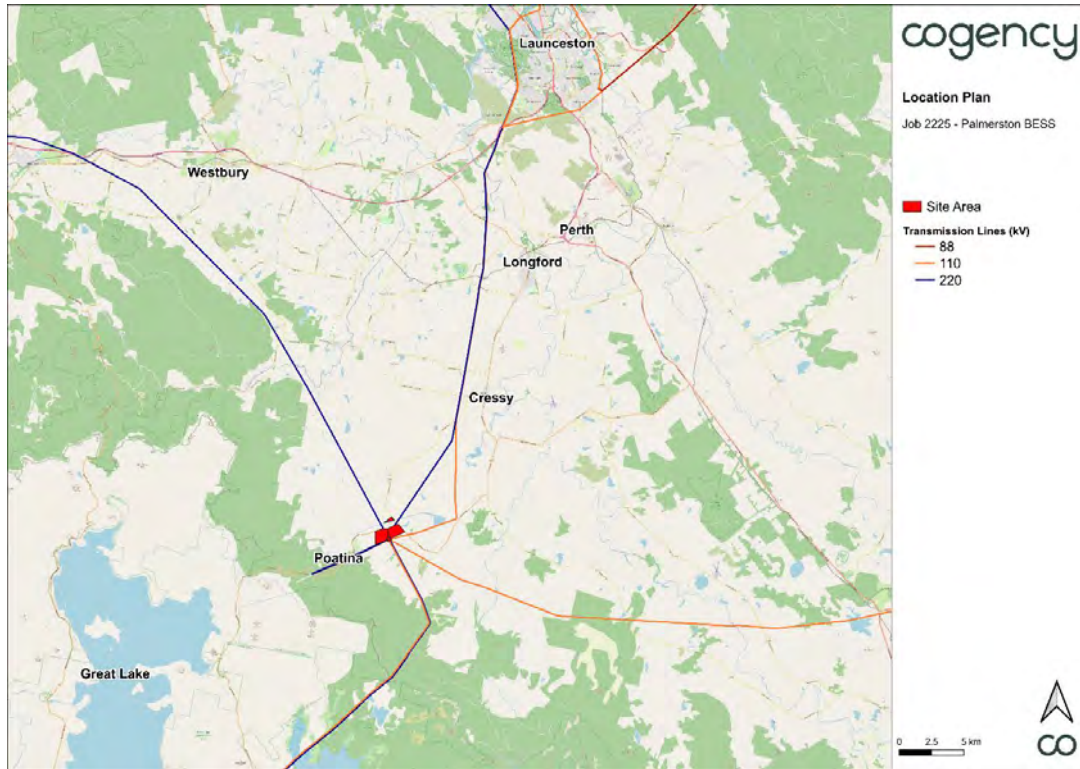 Launceston
Westbury
Perth
Longford
Cressy
Poatina
Great Lake
cogency
Location Plan
Job 2225 - Palmerston BESS
Site Area
Transmission Lines (kV)
88
110
220
0 2.5 5 km
co